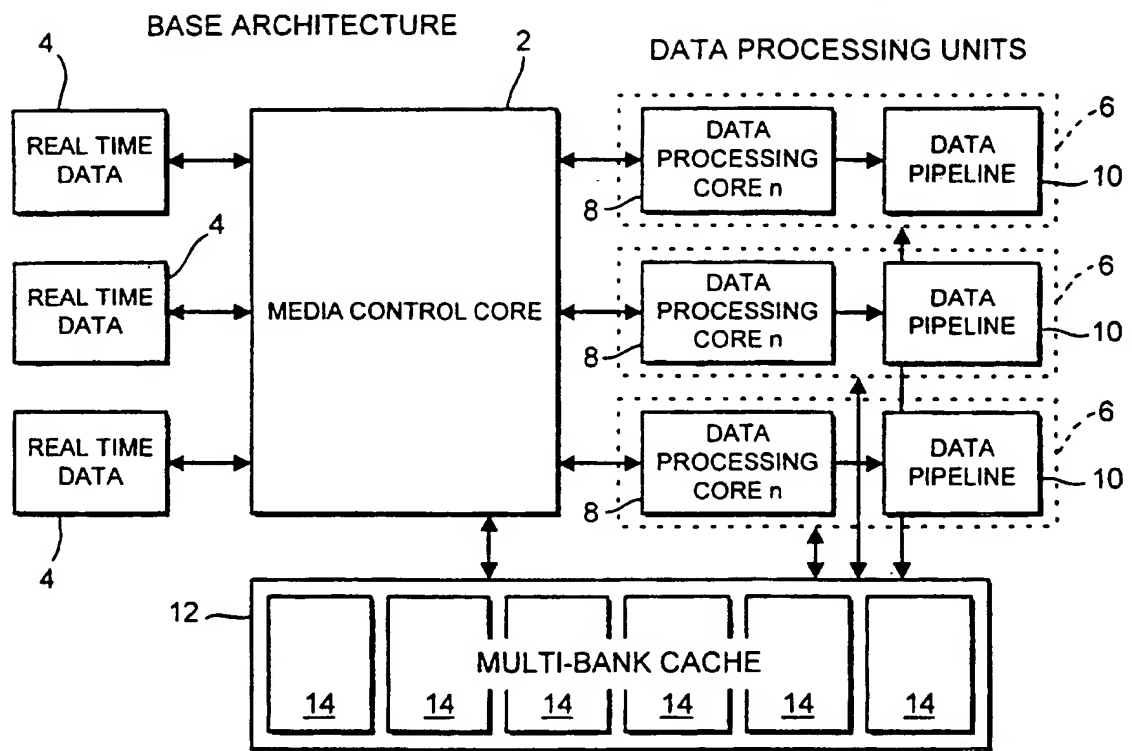 BASE ARCHITECTURE
4
2
DATA PROCESSING UNITS
REAL TIME
DATA
DATA
PROCESSING
CORE n
8
DATA
PIPELINE
6
10
4
REAL TIME
DATA
MEDIA CONTROL CORE
DATA
PROCESSING
CORE n
8
DATA
PIPELINE
6
10
REAL TIME
DATA
4
DATA
PROCESSING
CORE n
8
DATA
PIPELINE
6
10
12
MULTI-BANK CACHE
14 14 14 14 14 14